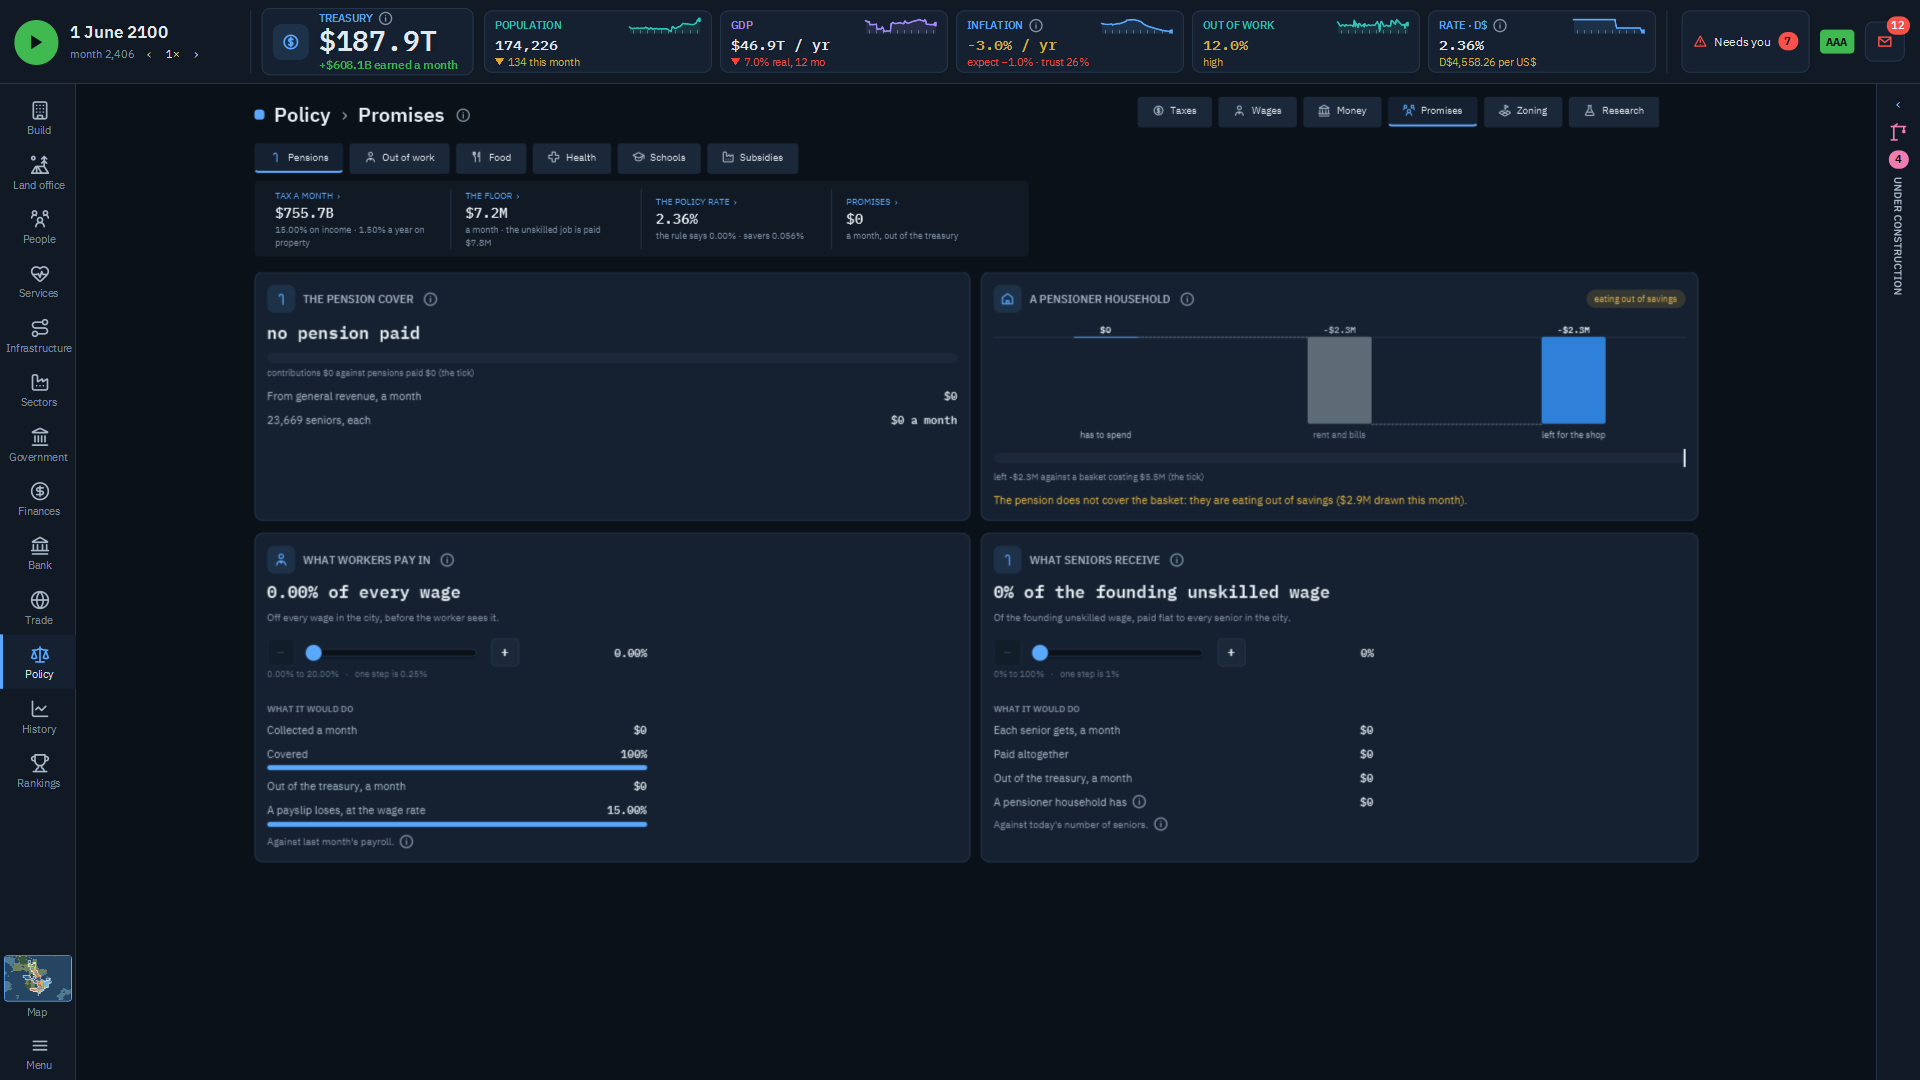 1 June 2100
month 2,406 ‹ 1× ›
TREASURY
$187.9T
+$608.1B earned a month
POPULATION
174,226
▼ 134 this month
GDP
$46.9T / yr
▼ 7.0% real, 12 mo
INFLATION
-3.0% / yr
expect −1.0% · trust 26%
OUT OF WORK
12.0%
high
RATE · D$
2.36%
D$4,558.26 per US$
Needs you 7
AAA
12
Build
Land office
People
Services
Infrastructure
Sectors
Government
Finances
Bank
Trade
Policy
History
Rankings
Map
Menu
Policy › Promises
Taxes
Wages
Money
Promises
Zoning
Research
Pensions
Out of work
Food
Health
Schools
Subsidies
TAX A MONTH ›
$755.7B
15.00% on income · 1.50% a year on
property
THE FLOOR ›
$7.2M
a month · the unskilled job is paid
$7.8M
THE POLICY RATE ›
2.36%
the rule says 0.00% · savers 0.056%
PROMISES ›
$0
a month, out of the treasury
THE PENSION COVER
no pension paid
contributions $0 against pensions paid $0 (the tick)
From general revenue, a month $0
23,669 seniors, each $0 a month
A PENSIONER HOUSEHOLD
eating out of savings
$0 -$2.3M -$2.3M
has to spend rent and bills left for the shop
left -$2.3M against a basket costing $5.5M (the tick)
The pension does not cover the basket: they are eating out of savings ($2.9M drawn this month).
WHAT WORKERS PAY IN
0.00% of every wage
Off every wage in the city, before the worker sees it.
− + 0.00%
0.00% to 20.00% · one step is 0.25%
WHAT IT WOULD DO
Collected a month $0
Covered 100%
Out of the treasury, a month $0
A payslip loses, at the wage rate 15.00%
Against last month's payroll.
WHAT SENIORS RECEIVE
0% of the founding unskilled wage
Of the founding unskilled wage, paid flat to every senior in the city.
− + 0%
0% to 100% · one step is 1%
WHAT IT WOULD DO
Each senior gets, a month $0
Paid altogether $0
Out of the treasury, a month $0
A pensioner household has $0
Against today's number of seniors.
‹
4
UNDER CONSTRUCTION